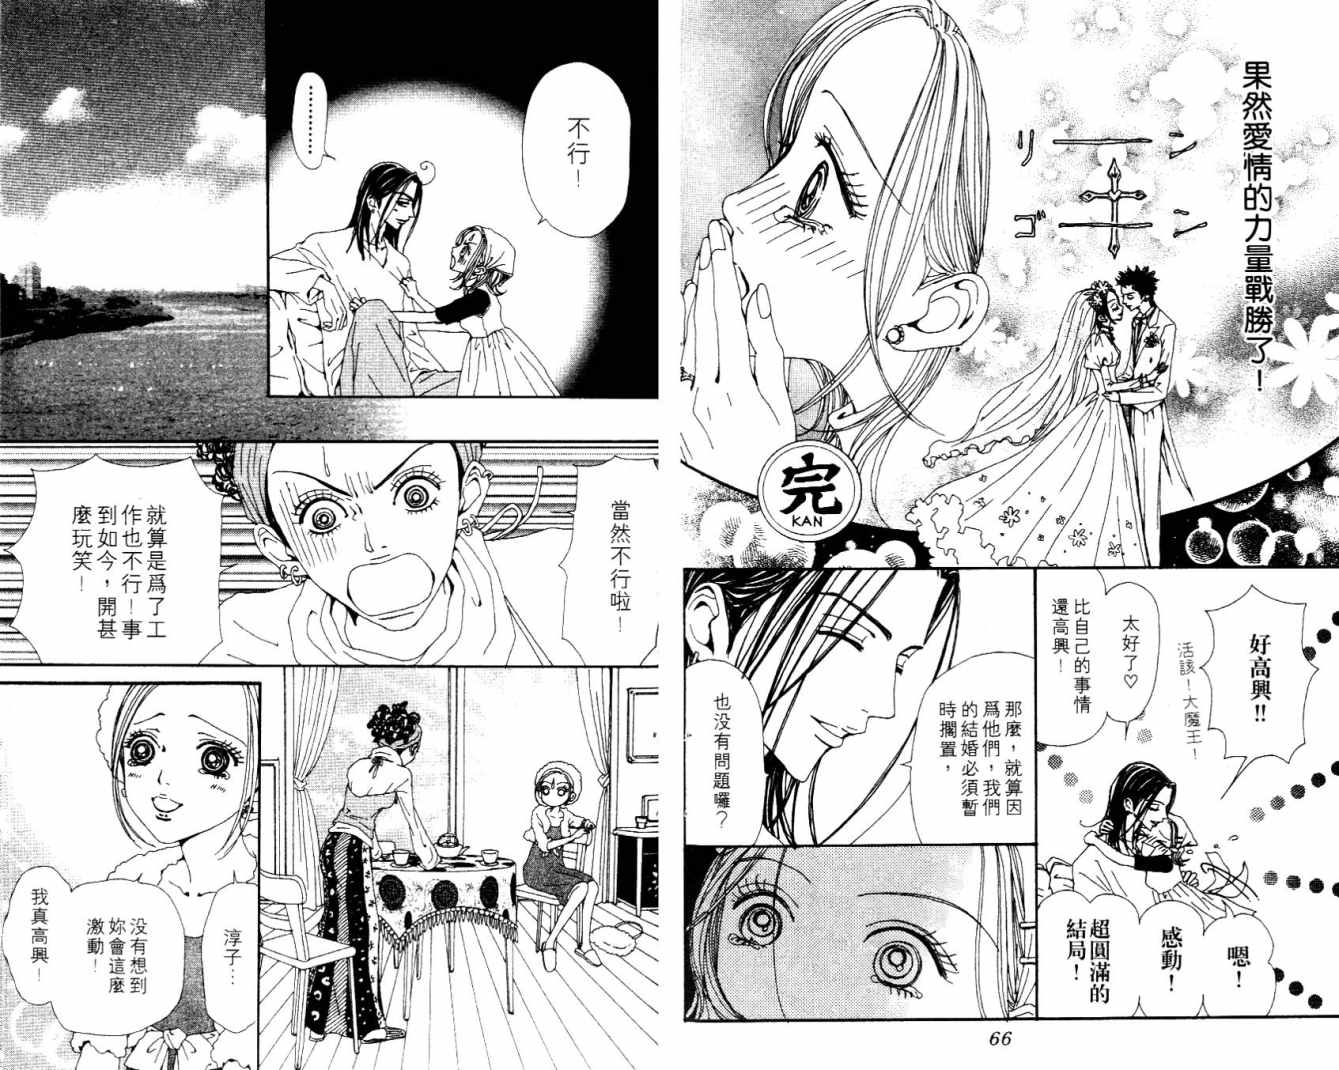 果然愛情的力量戰勝了！
リーン
ゴーン
完
KAN
好高興!!
活該！大魔王！
太好了♡
比自己的事情
還高興！
嗯！
感動！
超圓滿的
結局！
那麼，就算因
爲他們，我們
的結婚必須暫
時擱置，
也没有問題囉？
66
不行！
…………
當然不行啦！
就算是爲了工
作也不行！事
到如今，開甚
麼玩笑！
淳子…
没有想到
妳會這麼
激動！
我真高興！